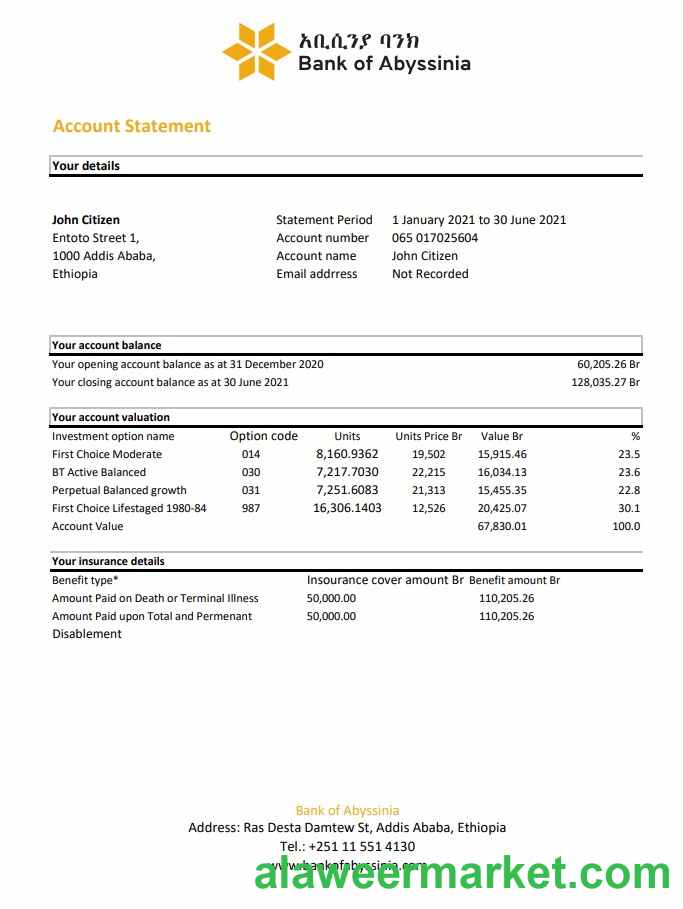 አቢሲንያ ባንክ
Bank of Abyssinia
Account Statement
Your details
John Citizen Statement Period 1 January 2021 to 30 June 2021
Entoto Street 1, Account number 065 017025604
1000 Addis Ababa, Account name John Citizen
Ethiopia Email addrress Not Recorded
Your account balance
Your opening account balance as at 31 December 2020 60,205.26 Br
Your closing account balance as at 30 June 2021 128,035.27 Br
Your account valuation
Investment option name Option code Units Units Price Br Value Br %
First Choice Moderate 014 8,160.9362 19,502 15,915.46 23.5
BT Active Balanced 030 7,217.7030 22,215 16,034.13 23.6
Perpetual Balanced growth 031 7,251.6083 21,313 15,455.35 22.8
First Choice Lifestaged 1980-84 987 16,306.1403 12,526 20,425.07 30.1
Account Value 67,830.01 100.0
Your insurance details
Benefit type* Insourance cover amount Br Benefit amount Br
Amount Paid on Death or Terminal Illness 50,000.00 110,205.26
Amount Paid upon Total and Permenant 50,000.00 110,205.26
Disablement
Bank of Abyssinia
Address: Ras Desta Damtew St, Addis Ababa, Ethiopia
Tel.: +251 11 551 4130
www.bankofabyssinia.com
alaweermarket.com